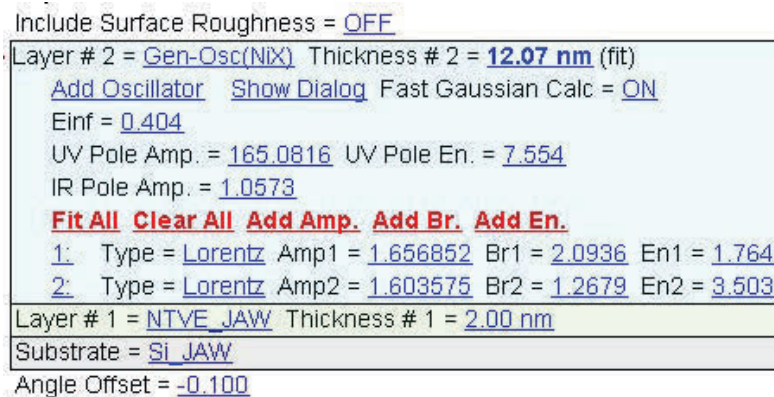 Include Surface Roughness = OFF
Layer # 2 = Gen-Osc(NiX) Thickness # 2 = 12.07 nm (fit)
Add Oscillator Show Dialog Fast Gaussian Calc = ON
Einf = 0.404
UV Pole Amp. = 165.0816 UV Pole En. = 7.554
IR Pole Amp. = 1.0573
Fit All Clear All Add Amp. Add Br. Add En.
1: Type = Lorentz Amp1 = 1.656852 Br1 = 2.0936 En1 = 1.764
2: Type = Lorentz Amp2 = 1.603575 Br2 = 1.2679 En2 = 3.503
Layer # 1 = NTVE_JAW Thickness # 1 = 2.00 nm
Substrate = Si_JAW
Angle Offset = -0.100